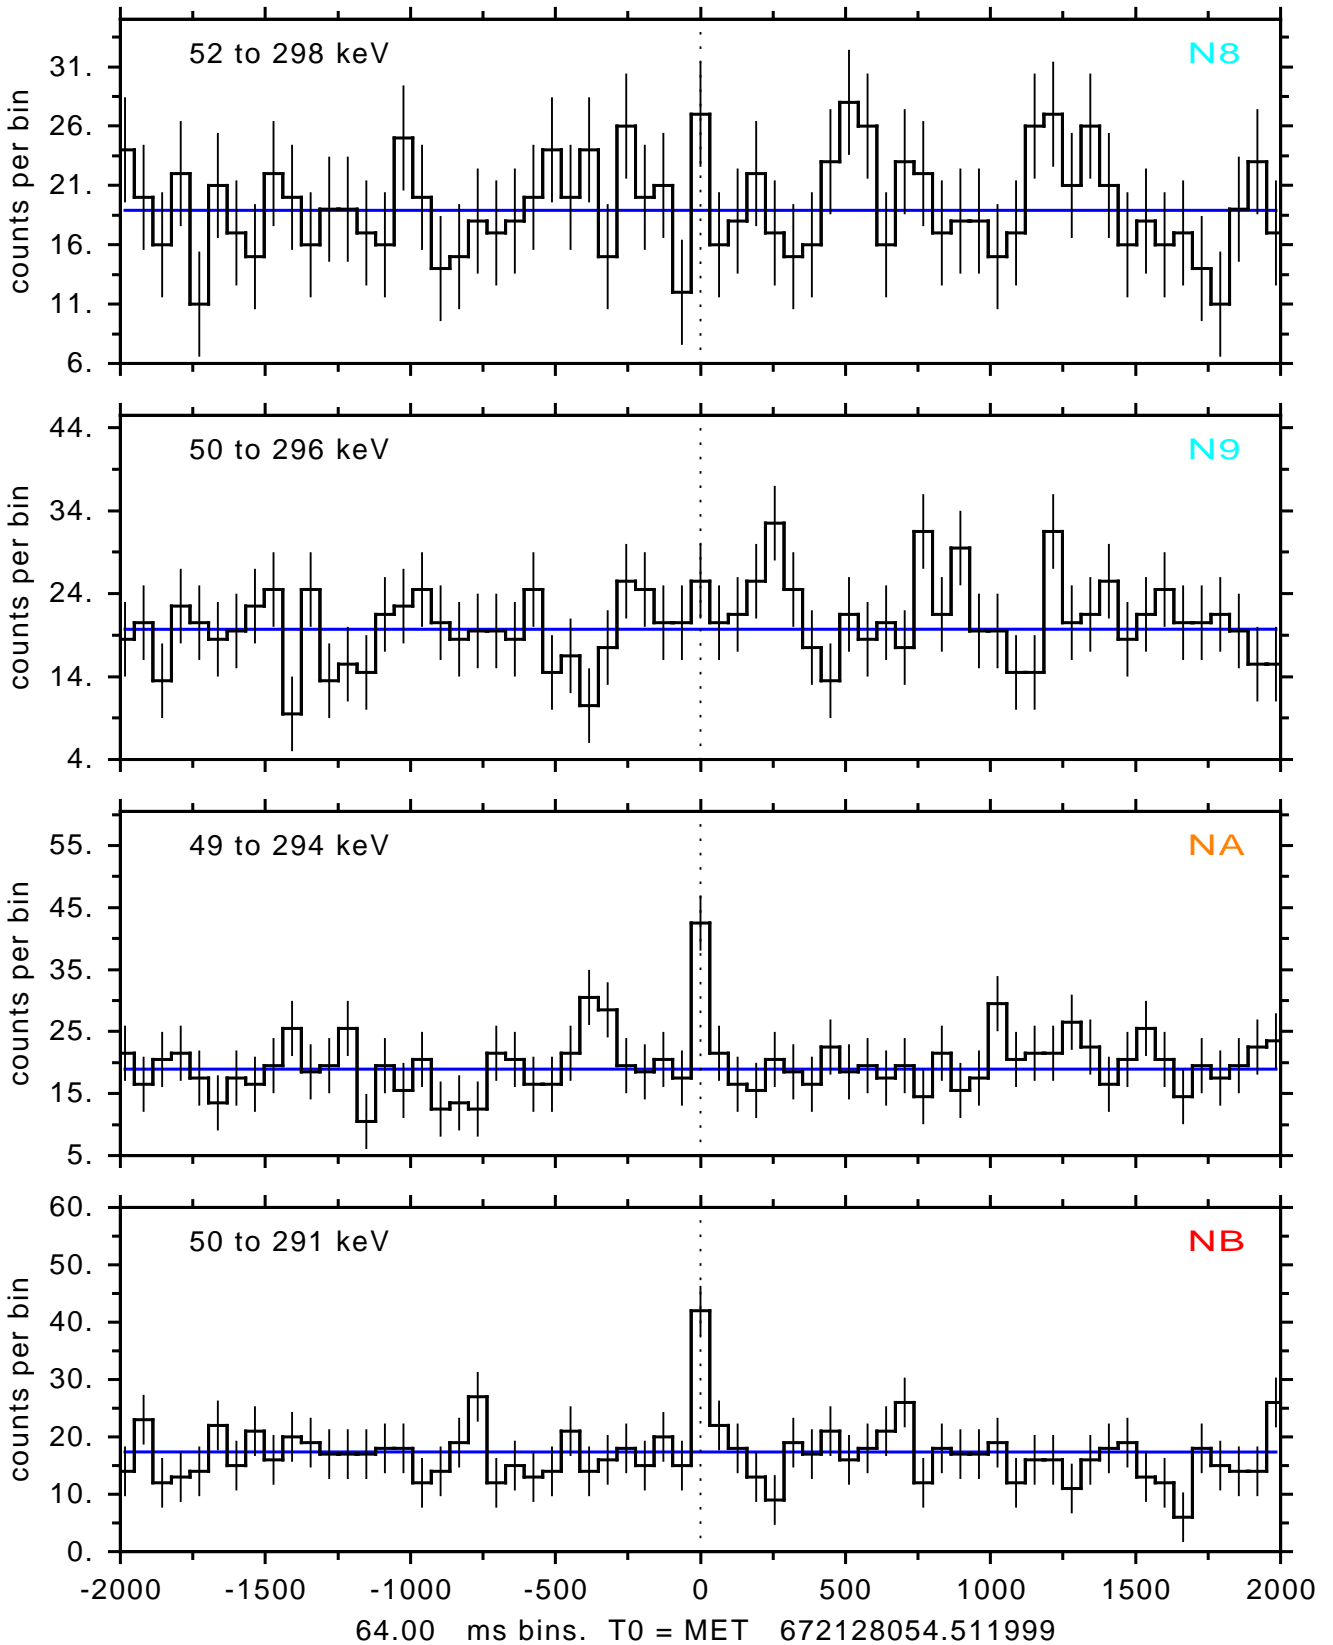 52 to 298 keV N8
31.
26.
21.
16.
11.
6.
counts per bin
50 to 296 keV N9
44.
34.
24.
14.
4.
counts per bin
49 to 294 keV NA
55.
45.
35.
25.
15.
5.
counts per bin
50 to 291 keV NB
60.
50.
40.
30.
20.
10.
0.
counts per bin
-2000 -1500 -1000 -500 0 500 1000 1500 2000
64.00 ms bins. T0 = MET 672128054.511999